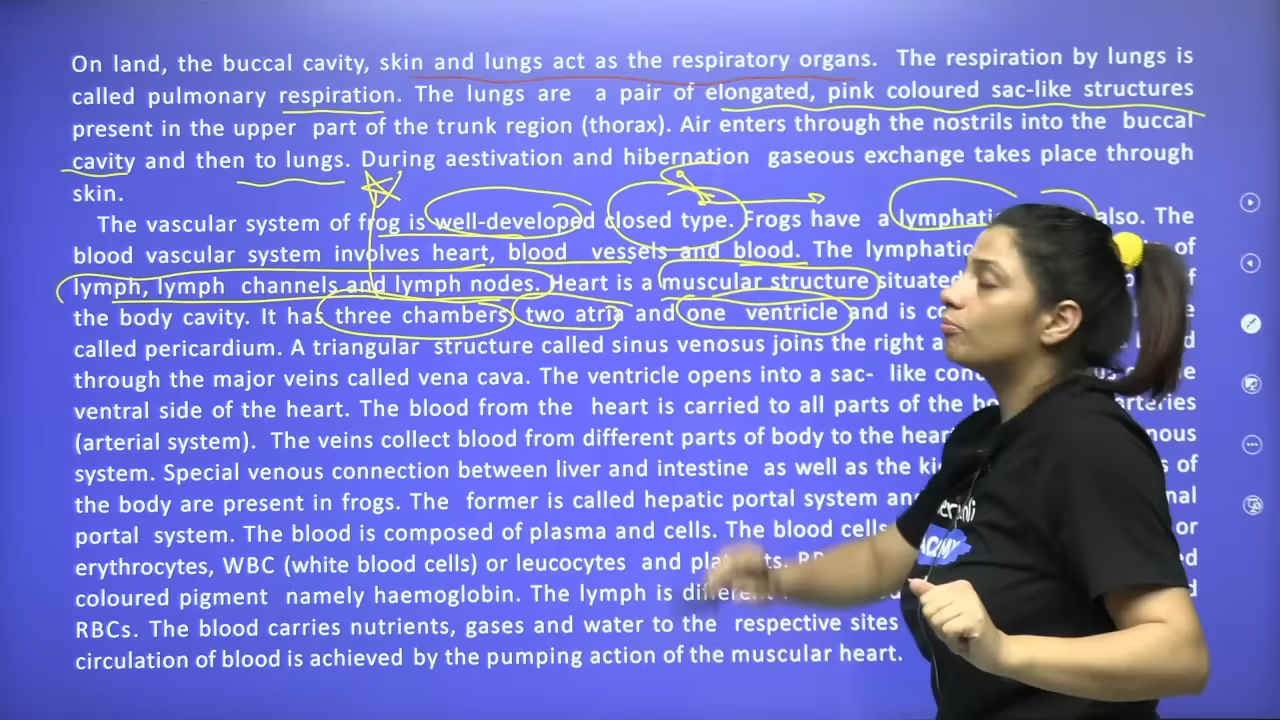 On land, the buccal cavity, skin and lungs act as the respiratory organs. The respiration by lungs is
called pulmonary respiration. The lungs are a pair of elongated, pink coloured sac-like structures
present in the upper part of the trunk region (thorax). Air enters through the nostrils into the buccal
cavity and then to lungs. During aestivation and hibernation gaseous exchange takes place through
skin.
The vascular system of frog is well-developed closed type. Frogs have a also. The
blood vascular system involves heart, blood vessels and blood. The lymphatic of
lymph, lymph channels and lymph nodes. Heart is a muscular structure situated of
the body cavity. It has three chambers, two atria and one ventricle and is
called pericardium. A triangular structure called sinus venosus joins the right
through the major veins called vena cava. The ventricle opens into a sac- like
ventral side of the heart. The blood from the heart is carried to all parts of the arteries
(arterial system). The veins collect blood from different parts of body to the
system. Special venous connection between liver and intestine as well as the of
the body are present in frogs. The former is called hepatic portal system
portal system. The blood is composed of plasma and cells. The blood cells or
erythrocytes, WBC (white blood cells) or leucocytes and
coloured pigment namely haemoglobin. The lymph is
RBCs. The blood carries nutrients, gases and water to the respective sites
circulation of blood is achieved by the pumping action of the muscular heart.